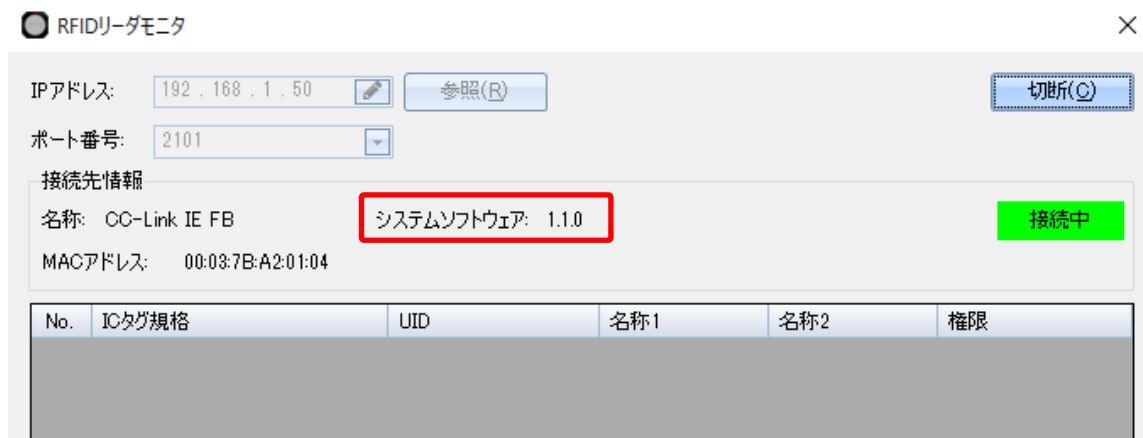 RFIDリーダモニタ
IPアドレス: 192 . 168 . 1 . 50 参照(R) 切断(C)
ポート番号: 2101
接続先情報
名称: CC-Link IE FB システムソフトウェア: 1.1.0 接続中
MACアドレス: 00:03:7B:A2:01:04
No. ICタグ規格 UID 名称1 名称2 権限